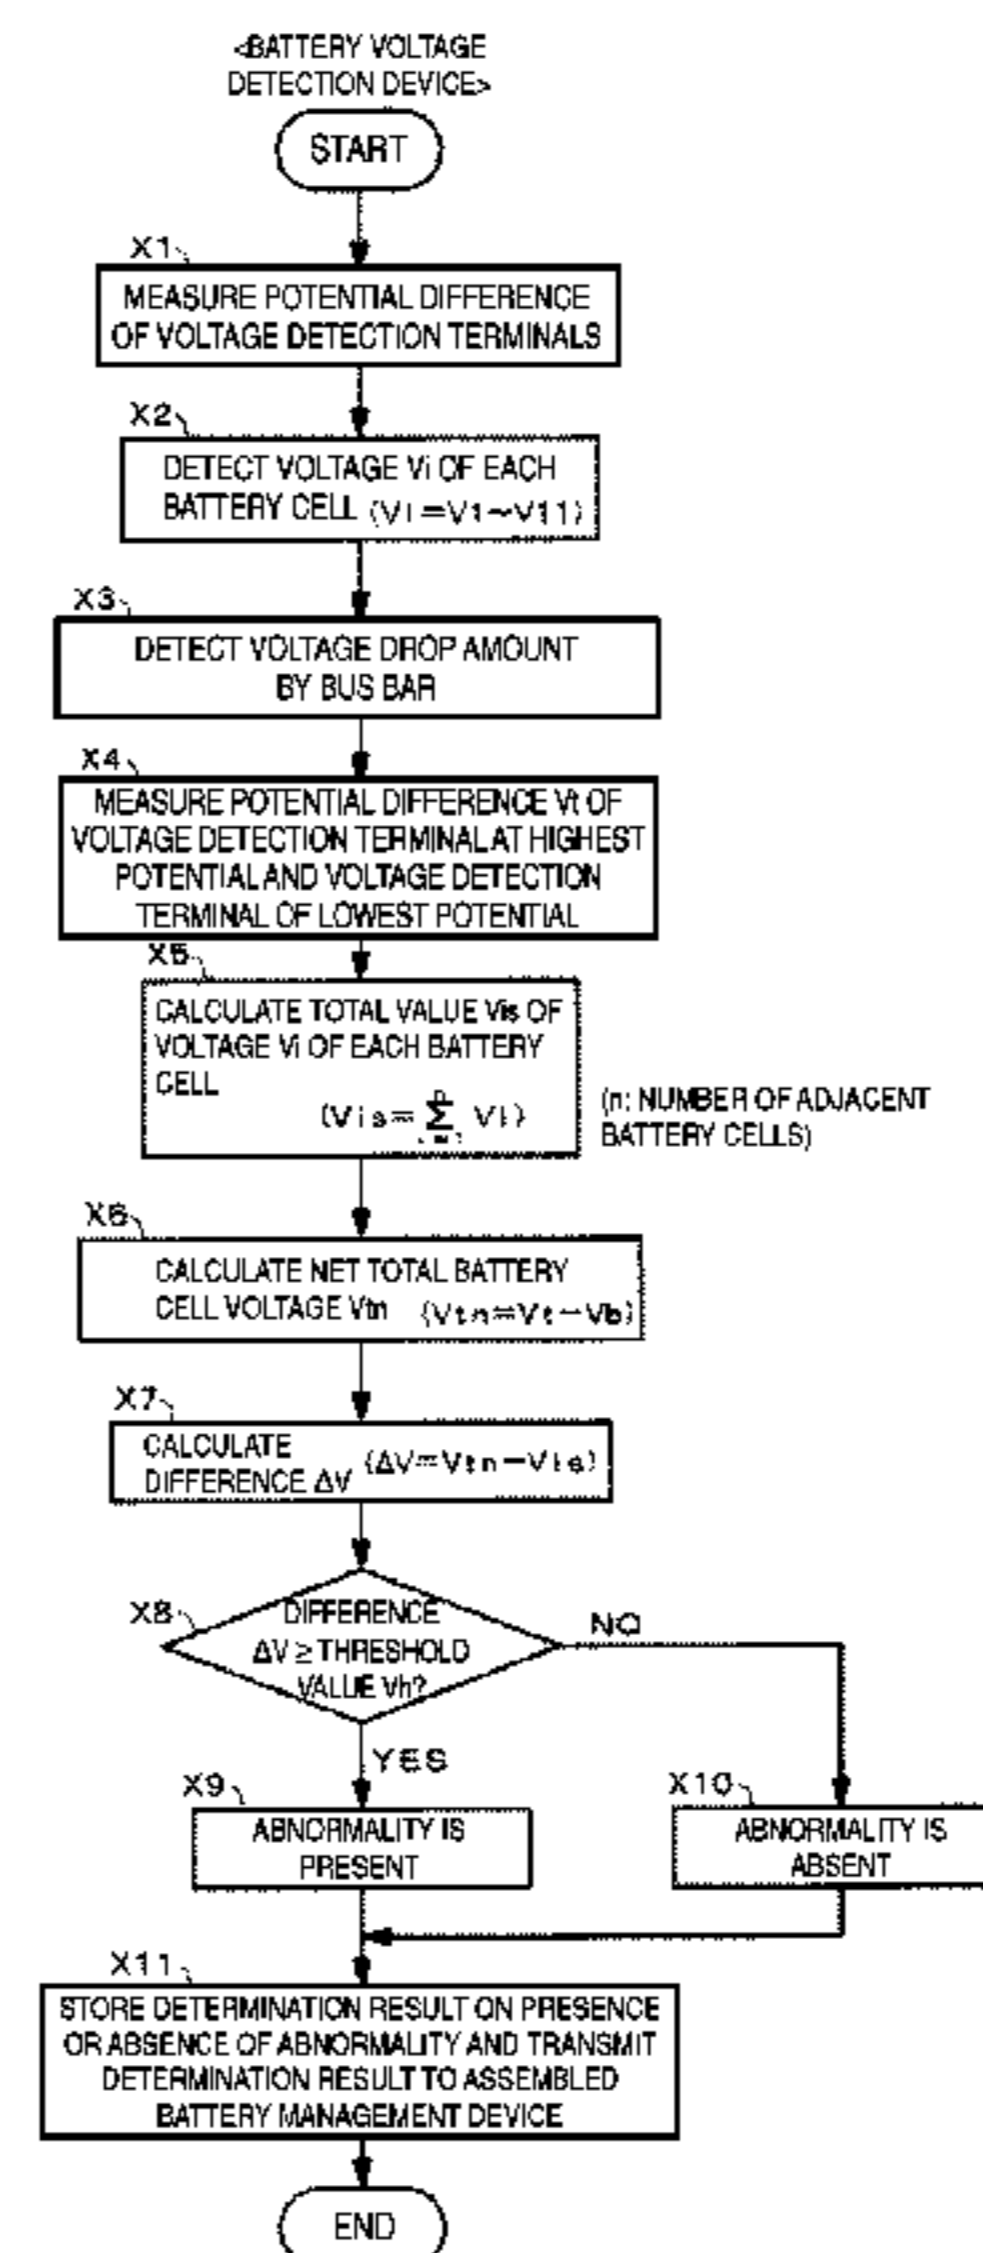 <BATTERY VOLTAGE
DETECTION DEVICE>
START
X1
MEASURE POTENTIAL DIFFERENCE
OF VOLTAGE DETECTION TERMINALS
X2
DETECT VOLTAGE Vi OF EACH
BATTERY CELL (Vi=V1~V11)
X3
DETECT VOLTAGE DROP AMOUNT
BY BUS BAR
X4
MEASURE POTENTIAL DIFFERENCE Vt OF
VOLTAGE DETECTION TERMINAL AT HIGHEST
POTENTIAL AND VOLTAGE DETECTION
TERMINAL OF LOWEST POTENTIAL
X5
CALCULATE TOTAL VALUE Vis OF
VOLTAGE Vi OF EACH BATTERY
CELL
(Vis=Σ Vi)
(n: NUMBER OF ADJACENT
BATTERY CELLS)
X6
CALCULATE NET TOTAL BATTERY
CELL VOLTAGE Vtn (Vtn=Vt-Vb)
X7
CALCULATE
DIFFERENCE ΔV (ΔV=Vtn-Vis)
X8
DIFFERENCE
ΔV ≥ THRESHOLD
VALUE Vh?
NO
YES
X9
ABNORMALITY IS
PRESENT
X10
ABNORMALITY IS
ABSENT
X11
STORE DETERMINATION RESULT ON PRESENCE
OR ABSENCE OF ABNORMALITY AND TRANSMIT
DETERMINATION RESULT TO ASSEMBLED
BATTERY MANAGEMENT DEVICE
END